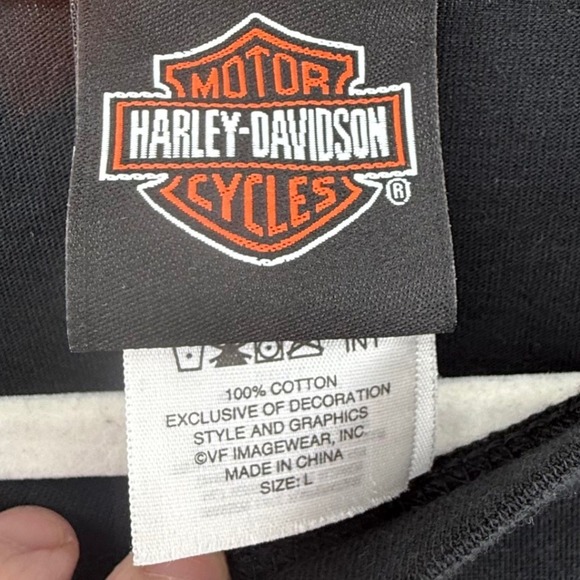 MOTOR
HARLEY-DAVIDSON
CYCLES
®
100% COTTON
EXCLUSIVE OF DECORATION
STYLE AND GRAPHICS
©VF IMAGEWEAR, INC.
MADE IN CHINA
SIZE: L